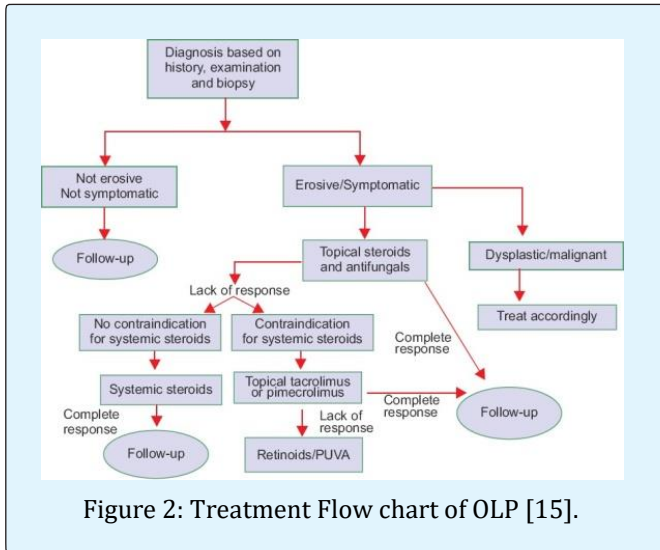 Diagnosis based on
history, examination
and biopsy
Not erosive
Not symptomatic
Erosive/Symptomatic
Follow-up
Topical steroids
and antifungals
Dysplastic/malignant
Lack of response
Treat accordingly
No contraindication
for systemic steroids
Contraindication
for systemic steroids
Complete
response
Systemic steroids
Topical tacrolimus
or pimecrolimus
Complete
response
Follow-up
Complete
response
Lack of
response
Follow-up
Retinoids/PUVA
Figure 2: Treatment Flow chart of OLP [15].